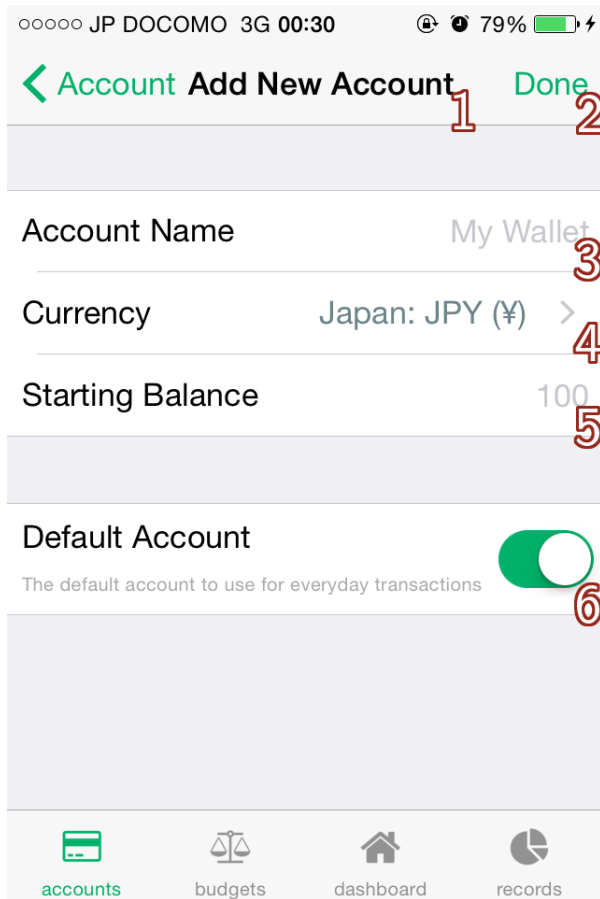 JP DOCOMO 3G 00:30 79%
Account Add New Account Done
1
2
Account Name My Wallet
3
Currency Japan: JPY (¥)
4
Starting Balance 100
5
Default Account
The default account to use for everyday transactions
6
accounts budgets dashboard records